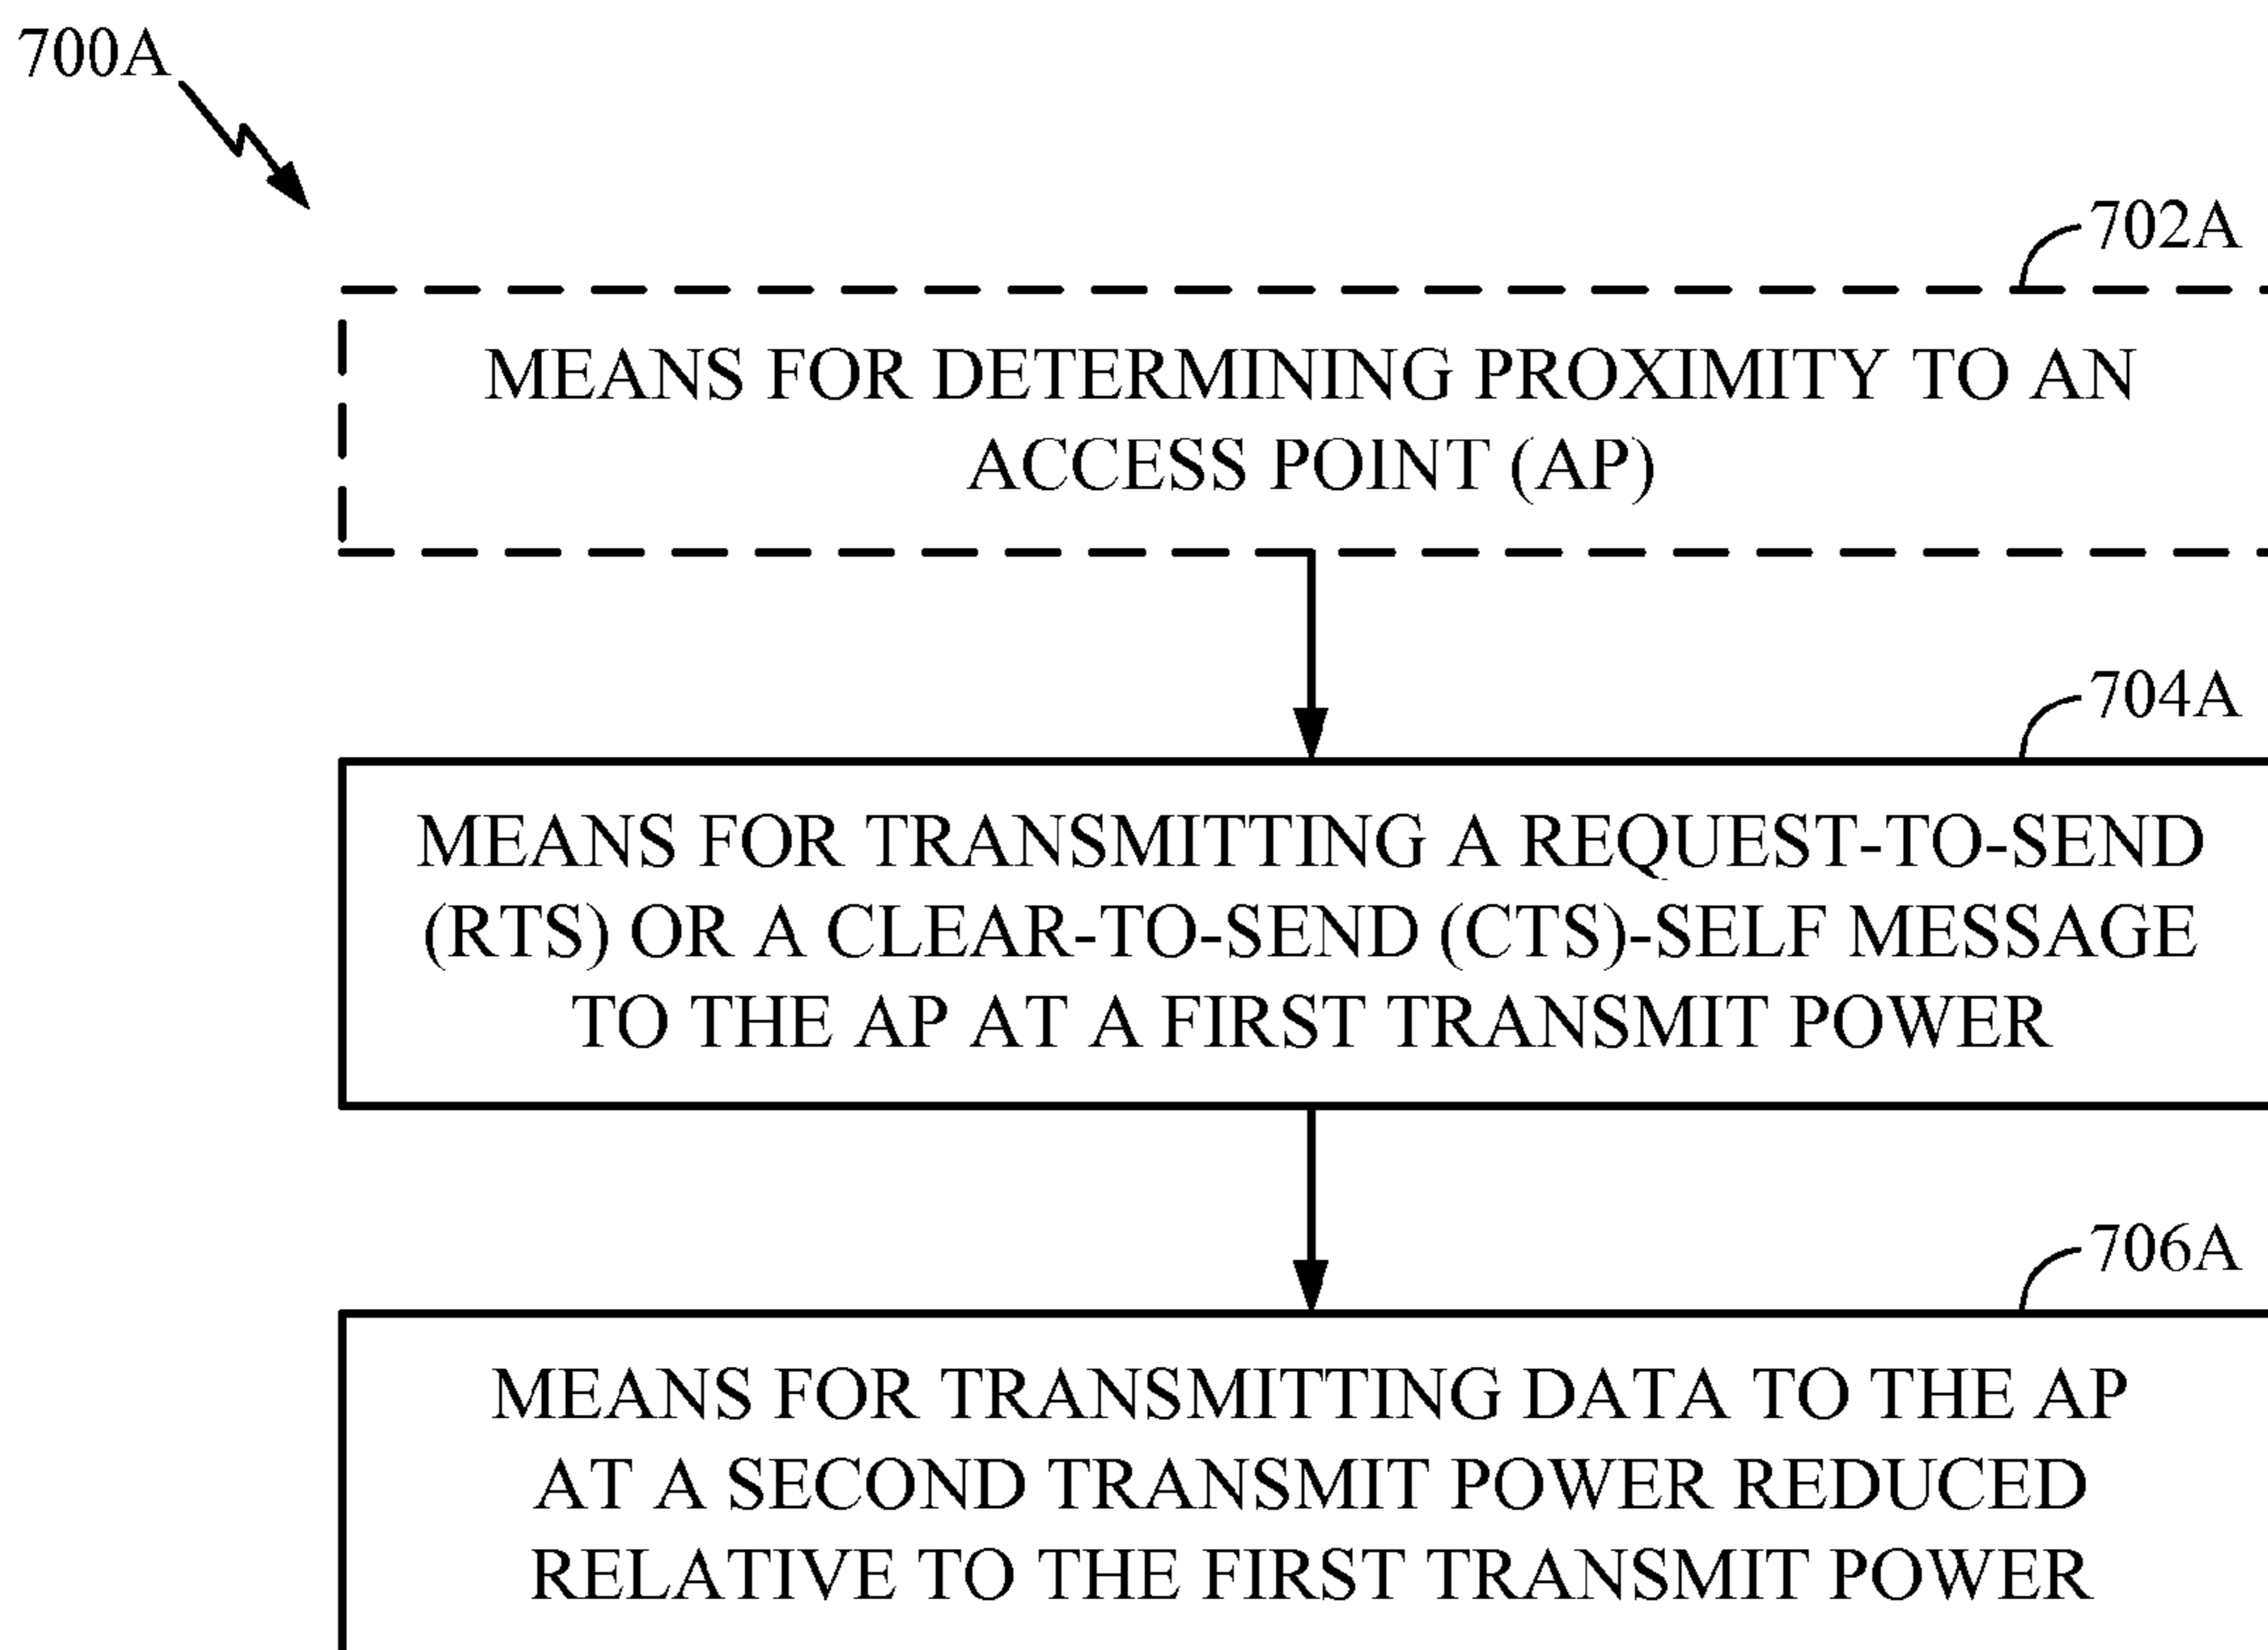 700A
702A
MEANS FOR DETERMINING PROXIMITY TO AN
ACCESS POINT (AP)
704A
MEANS FOR TRANSMITTING A REQUEST-TO-SEND
(RTS) OR A CLEAR-TO-SEND (CTS)-SELF MESSAGE
TO THE AP AT A FIRST TRANSMIT POWER
706A
MEANS FOR TRANSMITTING DATA TO THE AP
AT A SECOND TRANSMIT POWER REDUCED
RELATIVE TO THE FIRST TRANSMIT POWER